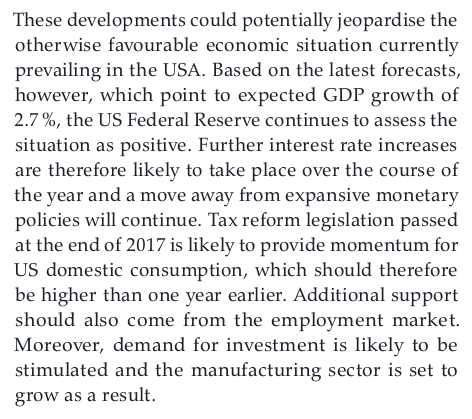 These developments could potentially jeopardise the
otherwise favourable economic situation currently
prevailing in the USA. Based on the latest forecasts,
however, which point to expected GDP growth of
2.7 %, the US Federal Reserve continues to assess the
situation as positive. Further interest rate increases
are therefore likely to take place over the course of
the year and a move away from expansive monetary
policies will continue. Tax reform legislation passed
at the end of 2017 is likely to provide momentum for
US domestic consumption, which should therefore
be higher than one year earlier. Additional support
should also come from the employment market.
Moreover, demand for investment is likely to be
stimulated and the manufacturing sector is set to
grow as a result.